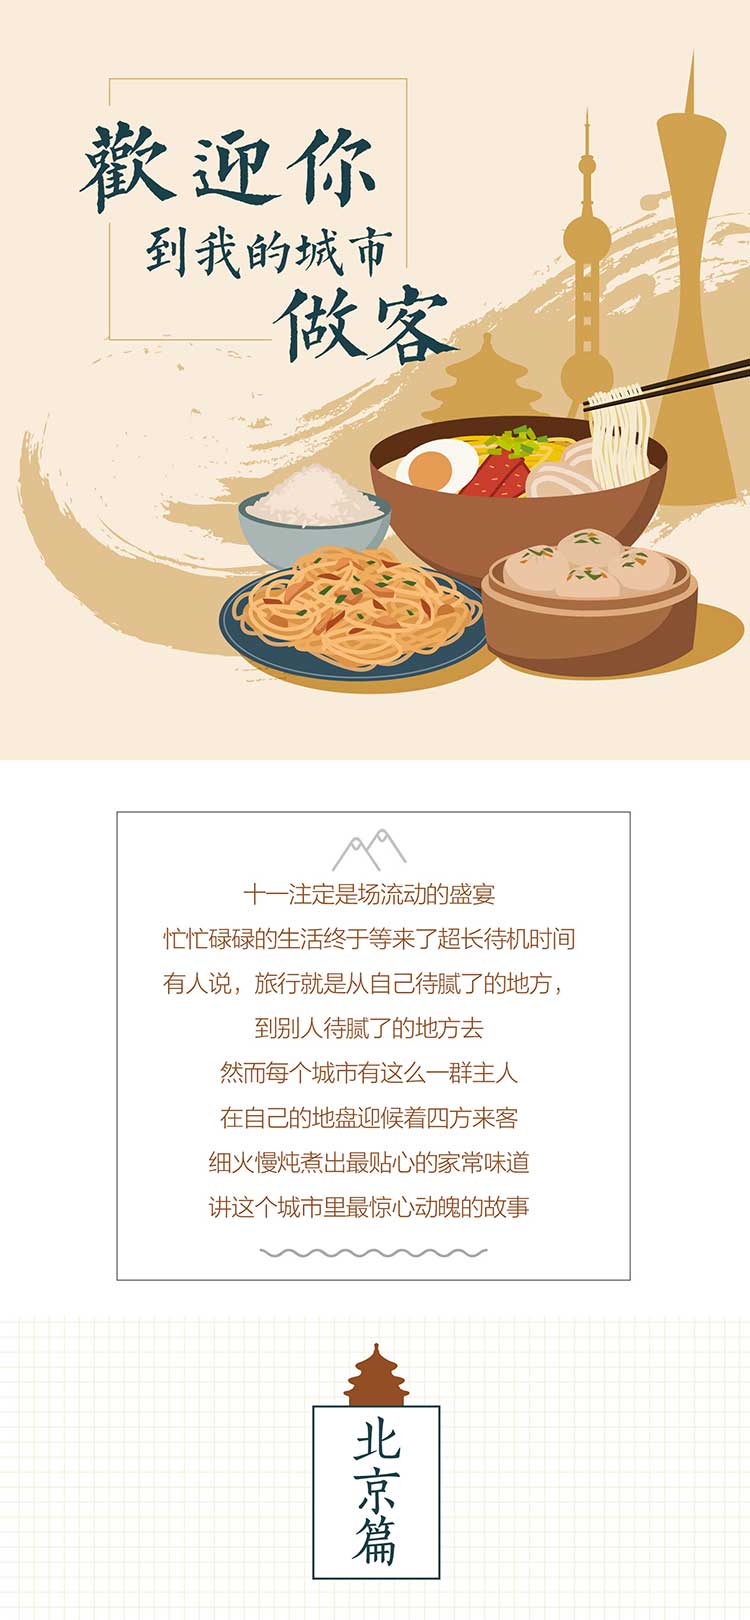 歡迎你
到我的城市
做客
十一注定是场流动的盛宴
忙忙碌碌的生活终于等来了超长待机时间
有人说，旅行就是从自己待腻了的地方，
到别人待腻了的地方去
然而每个城市有这么一群主人
在自己的地盘迎候着四方来客
细火慢炖煮出最贴心的家常味道
讲这个城市里最惊心动魄的故事
北京篇